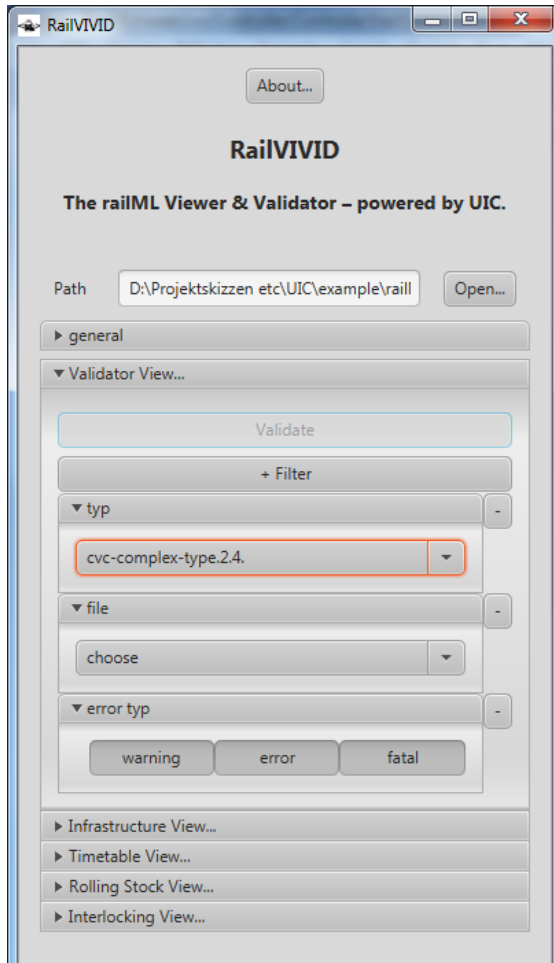 RailVIVID
About...
RailVIVID
The railML Viewer & Validator – powered by UIC.
Path D:\Projektskizzen etc\UIC\example\raill Open...
general
Validator View...
Validate
+ Filter
typ -
cvc-complex-type.2.4.
file -
choose
error typ -
warning error fatal
Infrastructure View...
Timetable View...
Rolling Stock View...
Interlocking View...